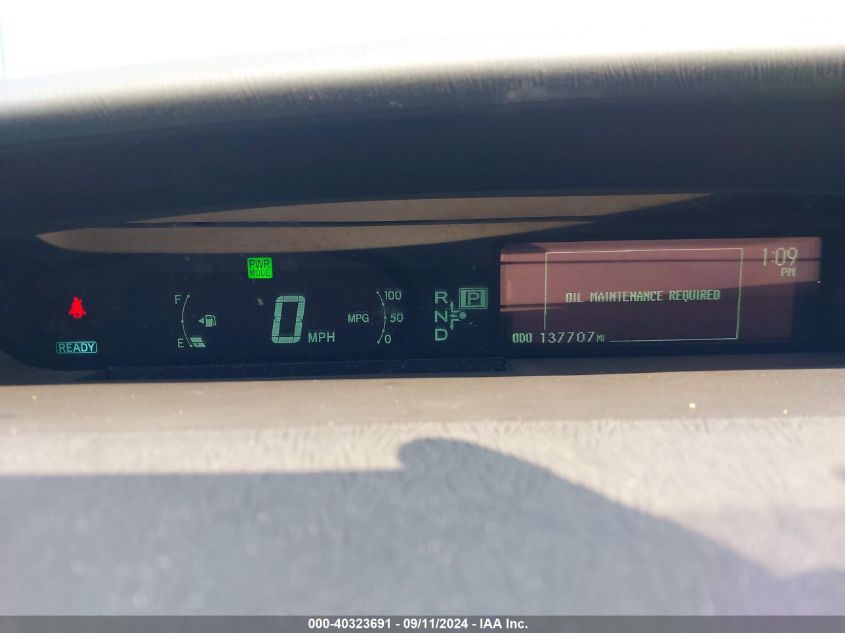 PWR
MODE
1:09
PM
F
100
R P
0 MPH
MPG
50
N
OIL MAINTENANCE REQUIRED
READY
E
0
D
ODO 137707 MI
000-40323691 - 09/11/2024 - IAA Inc.